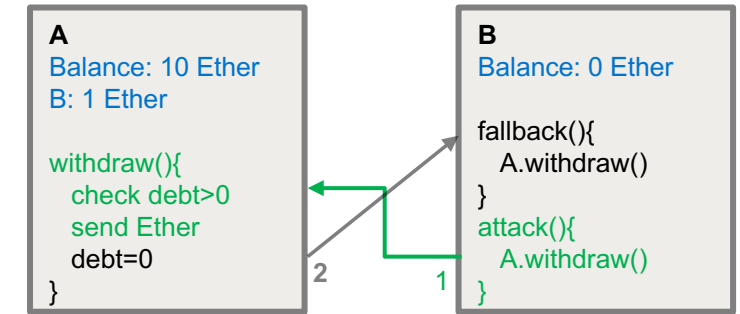 A
Balance: 10 Ether
B: 1 Ether
withdraw(){
check debt>0
send Ether
debt=0
}
2
1
B
Balance: 0 Ether
fallback(){
A.withdraw()
}
attack(){
A.withdraw()
}